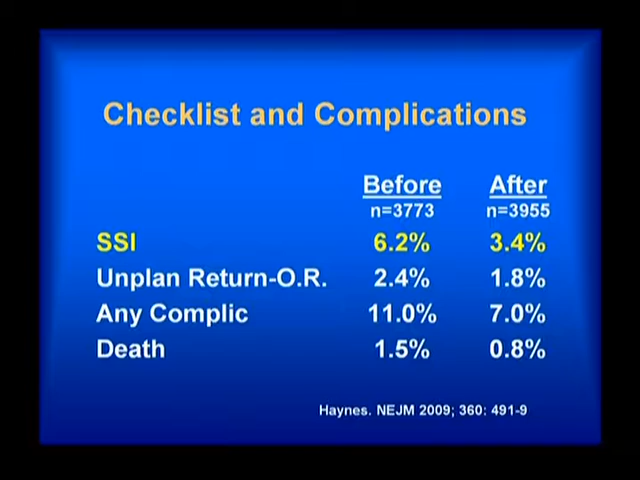 Checklist and Complications
Before After
n=3773 n=3955
SSI 6.2% 3.4%
Unplan Return-O.R. 2.4% 1.8%
Any Complic 11.0% 7.0%
Death 1.5% 0.8%
Haynes. NEJM 2009; 360: 491-9